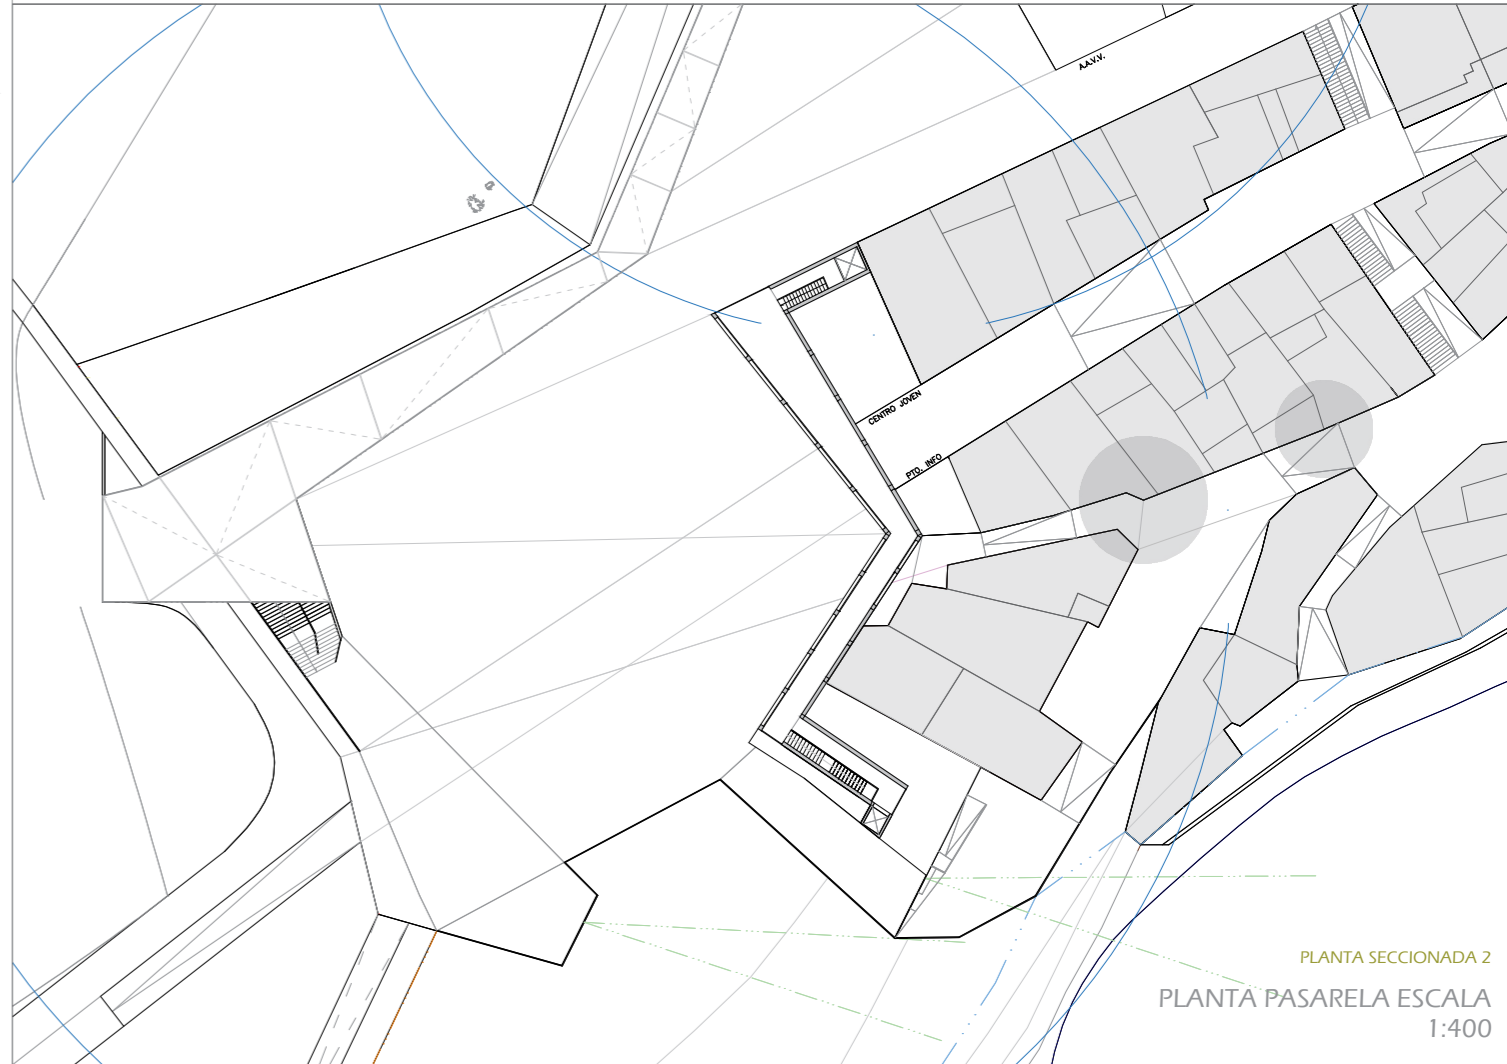 A.A.V.V.
CENTRO JOVEN
PTO. INFO
PLANTA SECCIONADA 2
PLANTA PASARELA ESCALA
1:400